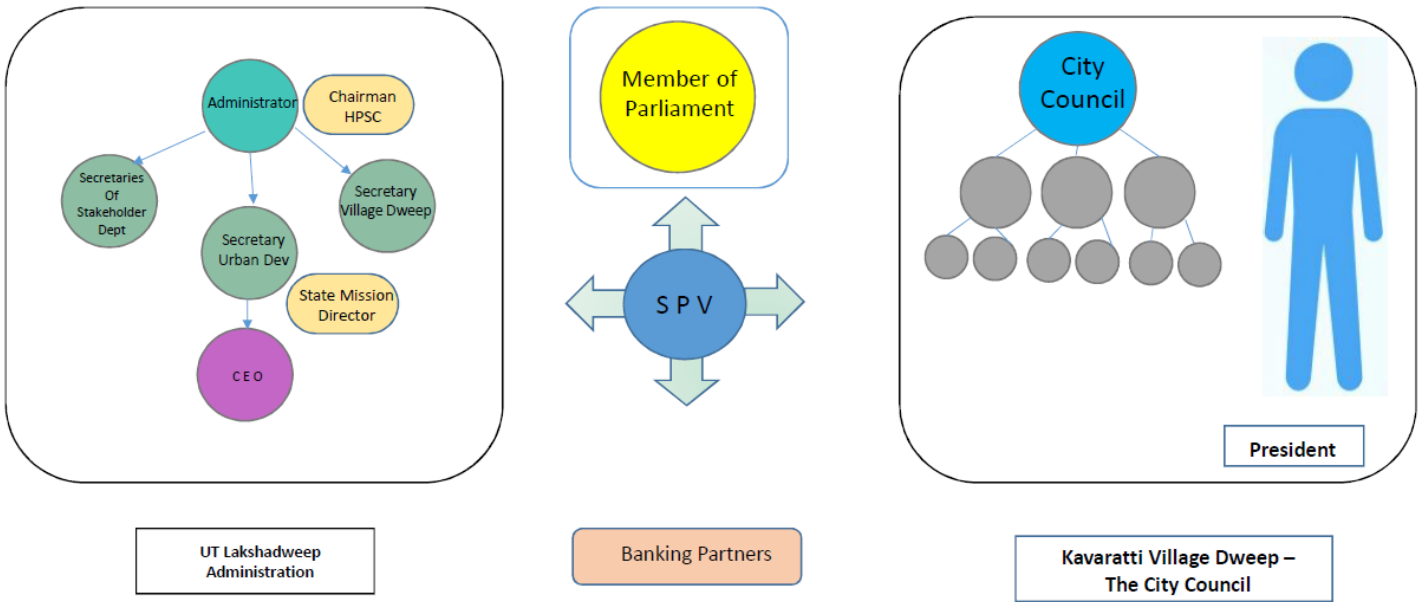 Administrator
Chairman
HPSC
Secretaries
Of
Stakeholder
Dept
Secretary
Village Dweep
Secretary
Urban Dev
State Mission
Director
C E O
UT Lakshadweep
Administration
Member of
Parliament
S P V
Banking Partners
City
Council
President
Kavaratti Village Dweep –
The City Council